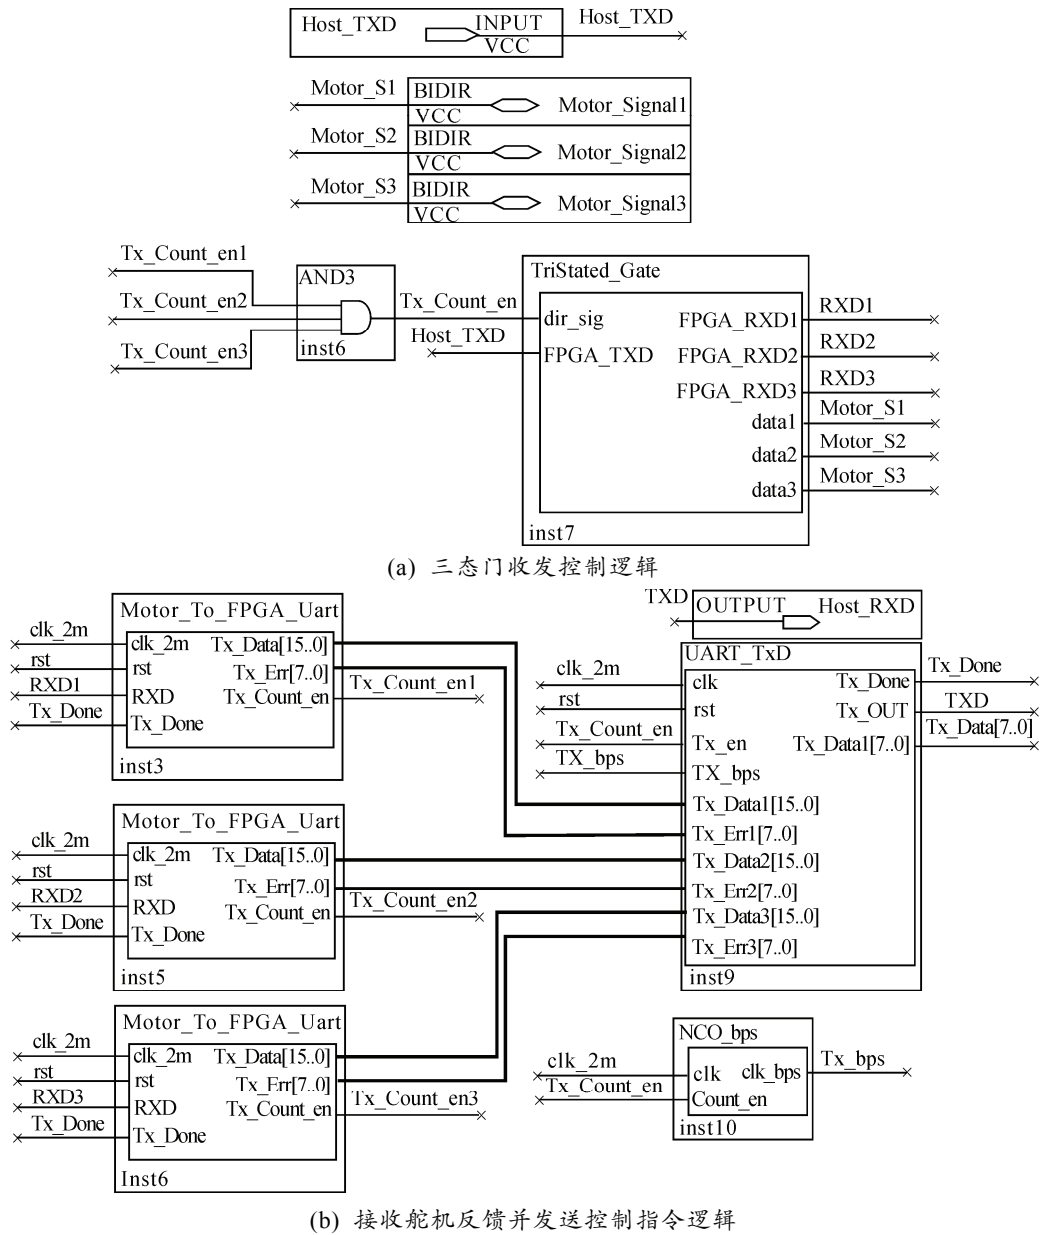 Host_TXD INPUT VCC Host_TXD
Motor_S1 BIDIR VCC Motor_Signal1
Motor_S2 BIDIR VCC Motor_Signal2
Motor_S3 BIDIR VCC Motor_Signal3
Tx_Count_en1
Tx_Count_en2
Tx_Count_en3
AND3
inst6
Tx_Count_en
Host_TXD
TriStated_Gate
dir_sig
FPGA_TXD
FPGA_RXD1
FPGA_RXD2
FPGA_RXD3
data1
data2
data3
inst7
RXD1
RXD2
RXD3
Motor_S1
Motor_S2
Motor_S3
(a) 三态门收发控制逻辑
clk_2m
rst
RXD1
Tx_Done
Motor_To_FPGA_Uart
clk_2m Tx_Data[15..0]
rst Tx_Err[7..0]
RXD Tx_Count_en
Tx_Done
inst3
Tx_Count_en1
clk_2m
rst
RXD2
Tx_Done
Motor_To_FPGA_Uart
clk_2m Tx_Data[15..0]
rst Tx_Err[7..0]
RXD Tx_Count_en
Tx_Done
inst5
Tx_Count_en2
clk_2m
rst
RXD3
Tx_Done
Motor_To_FPGA_Uart
clk_2m Tx_Data[15..0]
rst Tx_Err[7..0]
RXD Tx_Count_en
Tx_Done
Inst6
Tx_Count_en3
TXD OUTPUT Host_RXD
clk_2m
rst
Tx_Count_en
TX_bps
UART_TxD
clk Tx_Done
rst Tx_OUT
Tx_en Tx_Data1[7..0]
TX_bps
Tx_Data1[15..0]
Tx_Err1[7..0]
Tx_Data2[15..0]
Tx_Err2[7..0]
Tx_Data3[15..0]
Tx_Err3[7..0]
inst9
Tx_Done
TXD
Tx_Data[7..0]
clk_2m
Tx_Count_en
NCO_bps
clk clk_bps
Count_en
inst10
Tx_bps
(b) 接收舵机反馈并发送控制指令逻辑